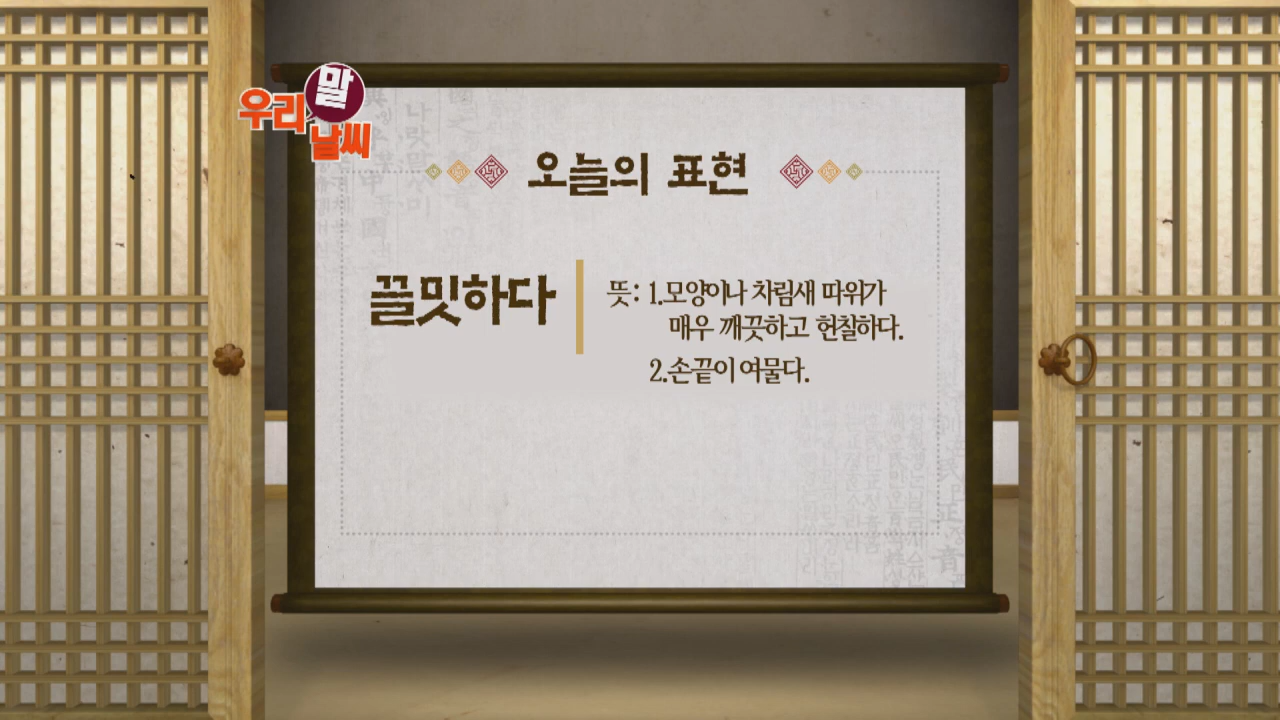 우리말
날씨
오늘의 표현
끌밋하다
뜻: 1.모양이나 차림새 따위가
매우 깨끗하고 헌칠하다.
2.손끝이 여물다.